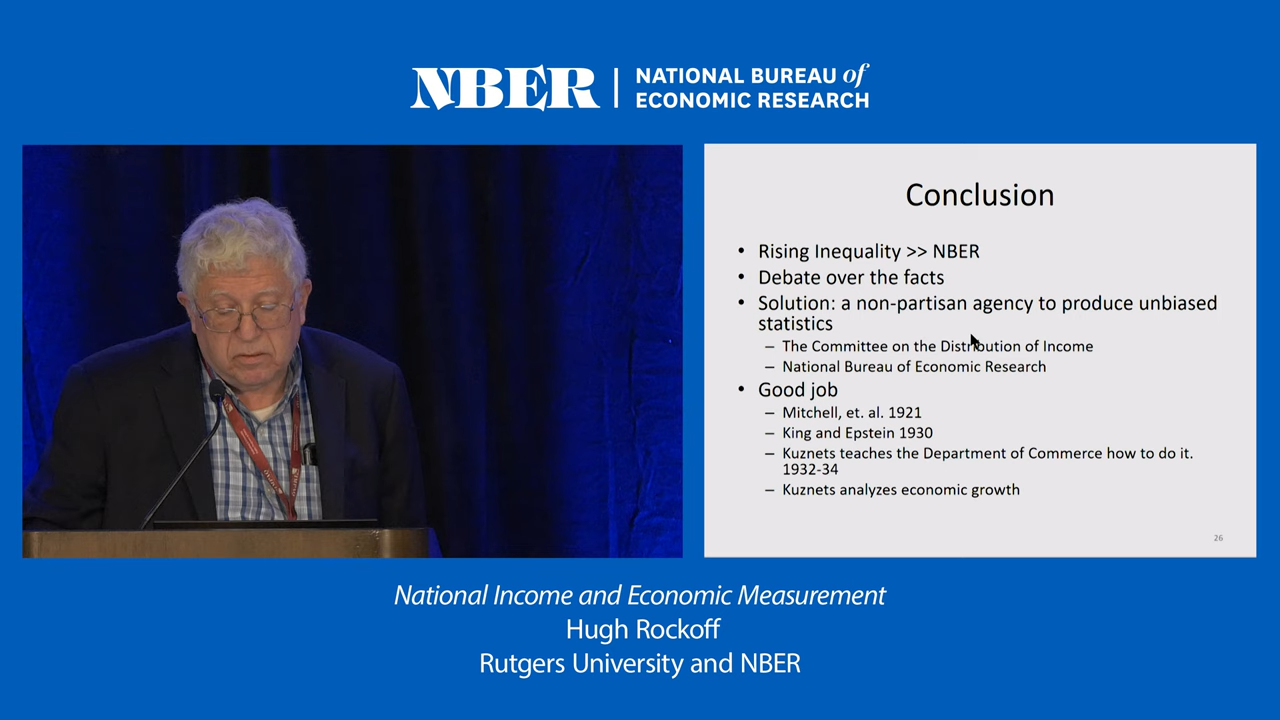 NBER | NATIONAL BUREAU of
ECONOMIC RESEARCH
Conclusion
• Rising Inequality >> NBER
• Debate over the facts
• Solution: a non-partisan agency to produce unbiased
statistics
– The Committee on the Distribution of Income
– National Bureau of Economic Research
• Good job
– Mitchell, et. al. 1921
– King and Epstein 1930
– Kuznets teaches the Department of Commerce how to do it.
1932-34
– Kuznets analyzes economic growth
26
National Income and Economic Measurement
Hugh Rockoff
Rutgers University and NBER